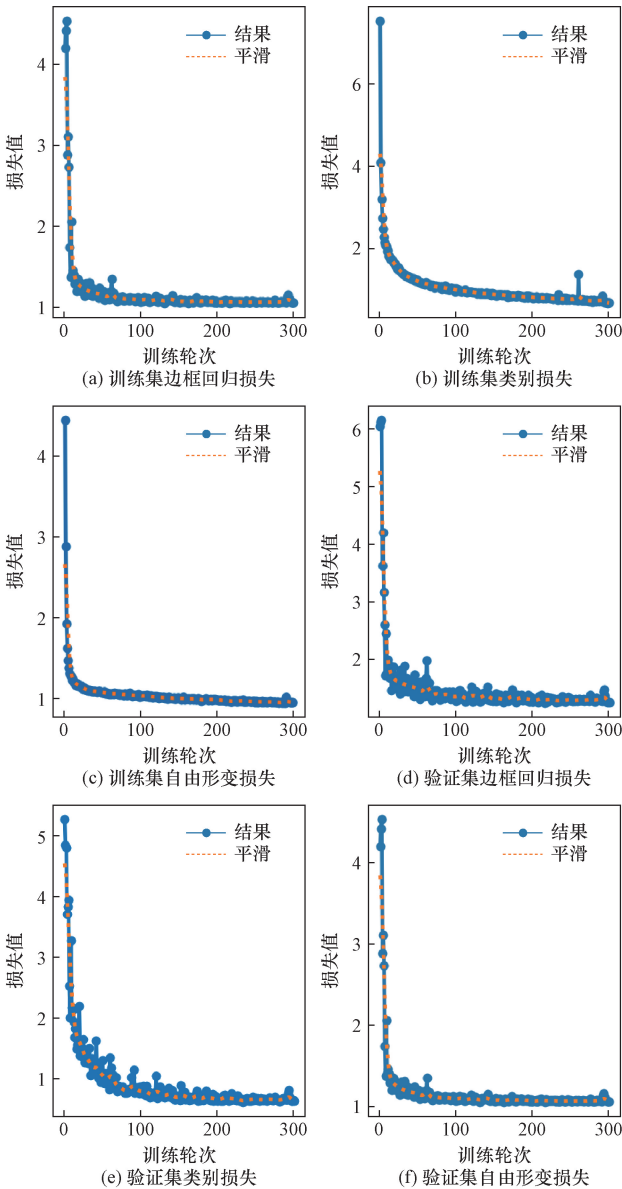 结果
平滑
4
3
2
1
损失值
0 100 200 300
训练轮次
(a) 训练集边框回归损失
结果
平滑
6
4
2
损失值
0 100 200 300
训练轮次
(b) 训练集类别损失
结果
平滑
4
3
2
1
损失值
0 100 200 300
训练轮次
(c) 训练集自由形变损失
结果
平滑
6
5
4
3
2
损失值
0 100 200 300
训练轮次
(d) 验证集边框回归损失
结果
平滑
5
4
3
2
1
损失值
0 100 200 300
训练轮次
(e) 验证集类别损失
结果
平滑
4
3
2
1
损失值
0 100 200 300
训练轮次
(f) 验证集自由形变损失